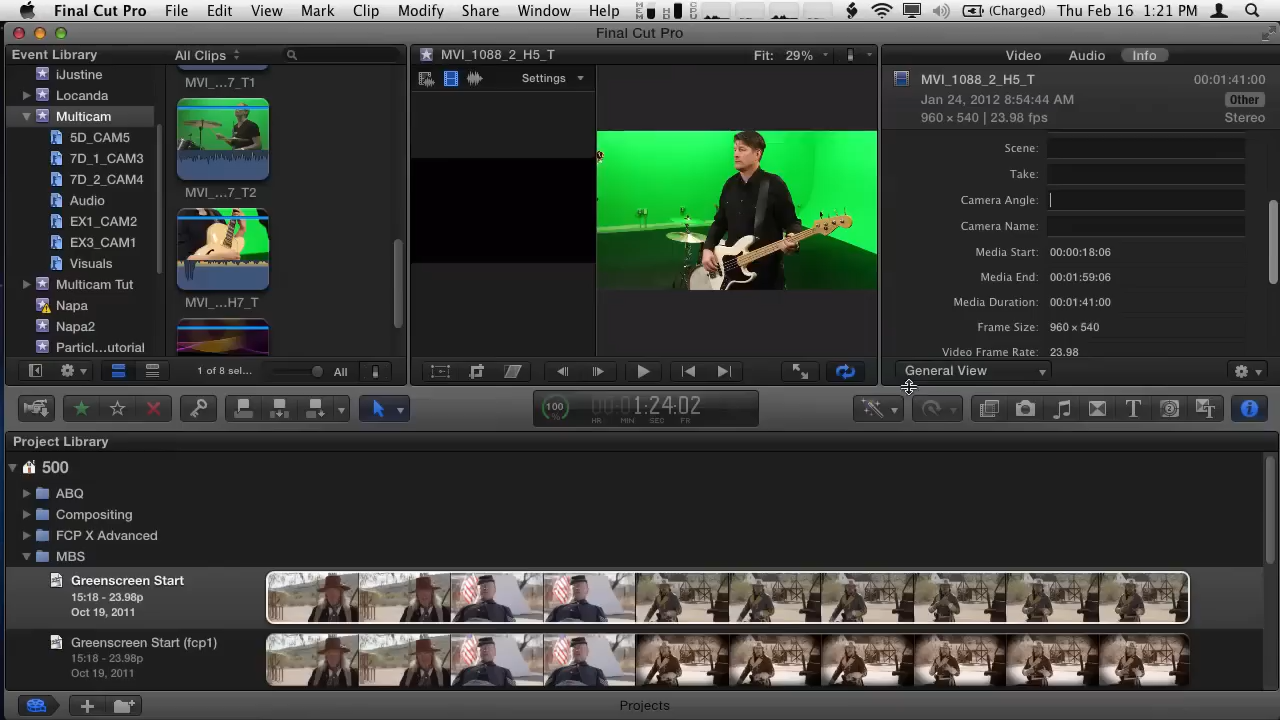 Final Cut Pro File Edit View Mark Clip Modify Share Window Help (Charged) Thu Feb 16 1:21 PM
Final Cut Pro
Event Library
All Clips
iJustine
Locanda
Multicam
5D_CAM5
7D_1_CAM3
7D_2_CAM4
Audio
EX1_CAM2
EX3_CAM1
Visuals
Multicam Tut
Napa
Napa2
Particl...utorial
MVI_...7_T1
MVI_...7_T2
MVI_...H7_T
1 of 8 sel...
All
MVI_1088_2_H5_T
Fit: 29%
Settings
Video Audio Info
MVI_1088_2_H5_T 00:01:41:00
Jan 24, 2012 8:54:44 AM Other
960 × 540 | 23.98 fps Stereo
Scene:
Take:
Camera Angle:
Camera Name:
Media Start: 00:00:18:06
Media End: 00:01:59:06
Media Duration: 00:01:41:00
Frame Size: 960 × 540
Video Frame Rate: 23.98
General View
100 00:01:24:02
HR MIN SEC FR
Project Library
500
ABQ
Compositing
FCP X Advanced
MBS
Greenscreen Start
15:18 - 23.98p
Oct 19, 2011
Greenscreen Start (fcp1)
15:18 - 23.98p
Oct 19, 2011
Projects